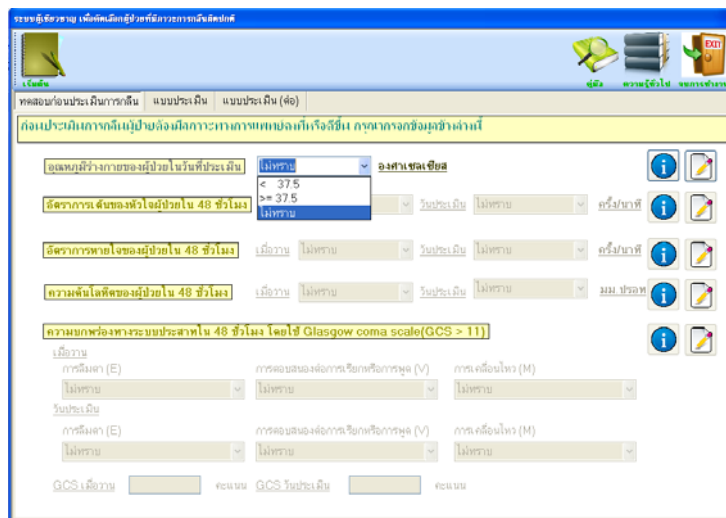 ระบบผู้เชี่ยวชาญ เพื่อคัดเลือกผู้ป่วยที่มีภาวะการกลืนผิดปกติ
EXIT
เริ่มต้น คู่มือ ความรู้ทั่วไป จบการทำงาน
ทดสอบก่อนประเมินการกลืน แบบประเมิน แบบประเมิน (ต่อ)
ก่อนประเมินการกลืนผู้ป่วยต้องมีภาวะทางการแพทย์คงที่หรือดีขึ้น กรุณากรอกข้อมูลข้างล่างนี้
อุณหภูมิร่างกายของผู้ป่วยในวันที่ประเมิน ไม่ทราบ องศาเซลเซียส
< 37.5
>= 37.5
ไม่ทราบ
อัตราการเต้นของหัวใจผู้ป่วยใน 48 ชั่วโมง วันประเมิน ไม่ทราบ ครั้ง/นาที
อัตราการหายใจของผู้ป่วยใน 48 ชั่วโมง เมื่อวาน ไม่ทราบ วันประเมิน ไม่ทราบ ครั้ง/นาที
ความดันโลหิตของผู้ป่วยใน 48 ชั่วโมง เมื่อวาน ไม่ทราบ วันประเมิน ไม่ทราบ มม.ปรอท
ความบกพร่องทางระบบประสาทใน 48 ชั่วโมง โดยใช้ Glasgow coma scale(GCS > 11)
เมื่อวาน
การลืมตา (E) การตอบสนองต่อการเรียกหรือการพูด (V) การเคลื่อนไหว (M)
ไม่ทราบ ไม่ทราบ ไม่ทราบ
วันประเมิน
การลืมตา (E) การตอบสนองต่อการเรียกหรือการพูด (V) การเคลื่อนไหว (M)
ไม่ทราบ ไม่ทราบ ไม่ทราบ
GCS เมื่อวาน คะแนน GCS วันประเมิน คะแนน